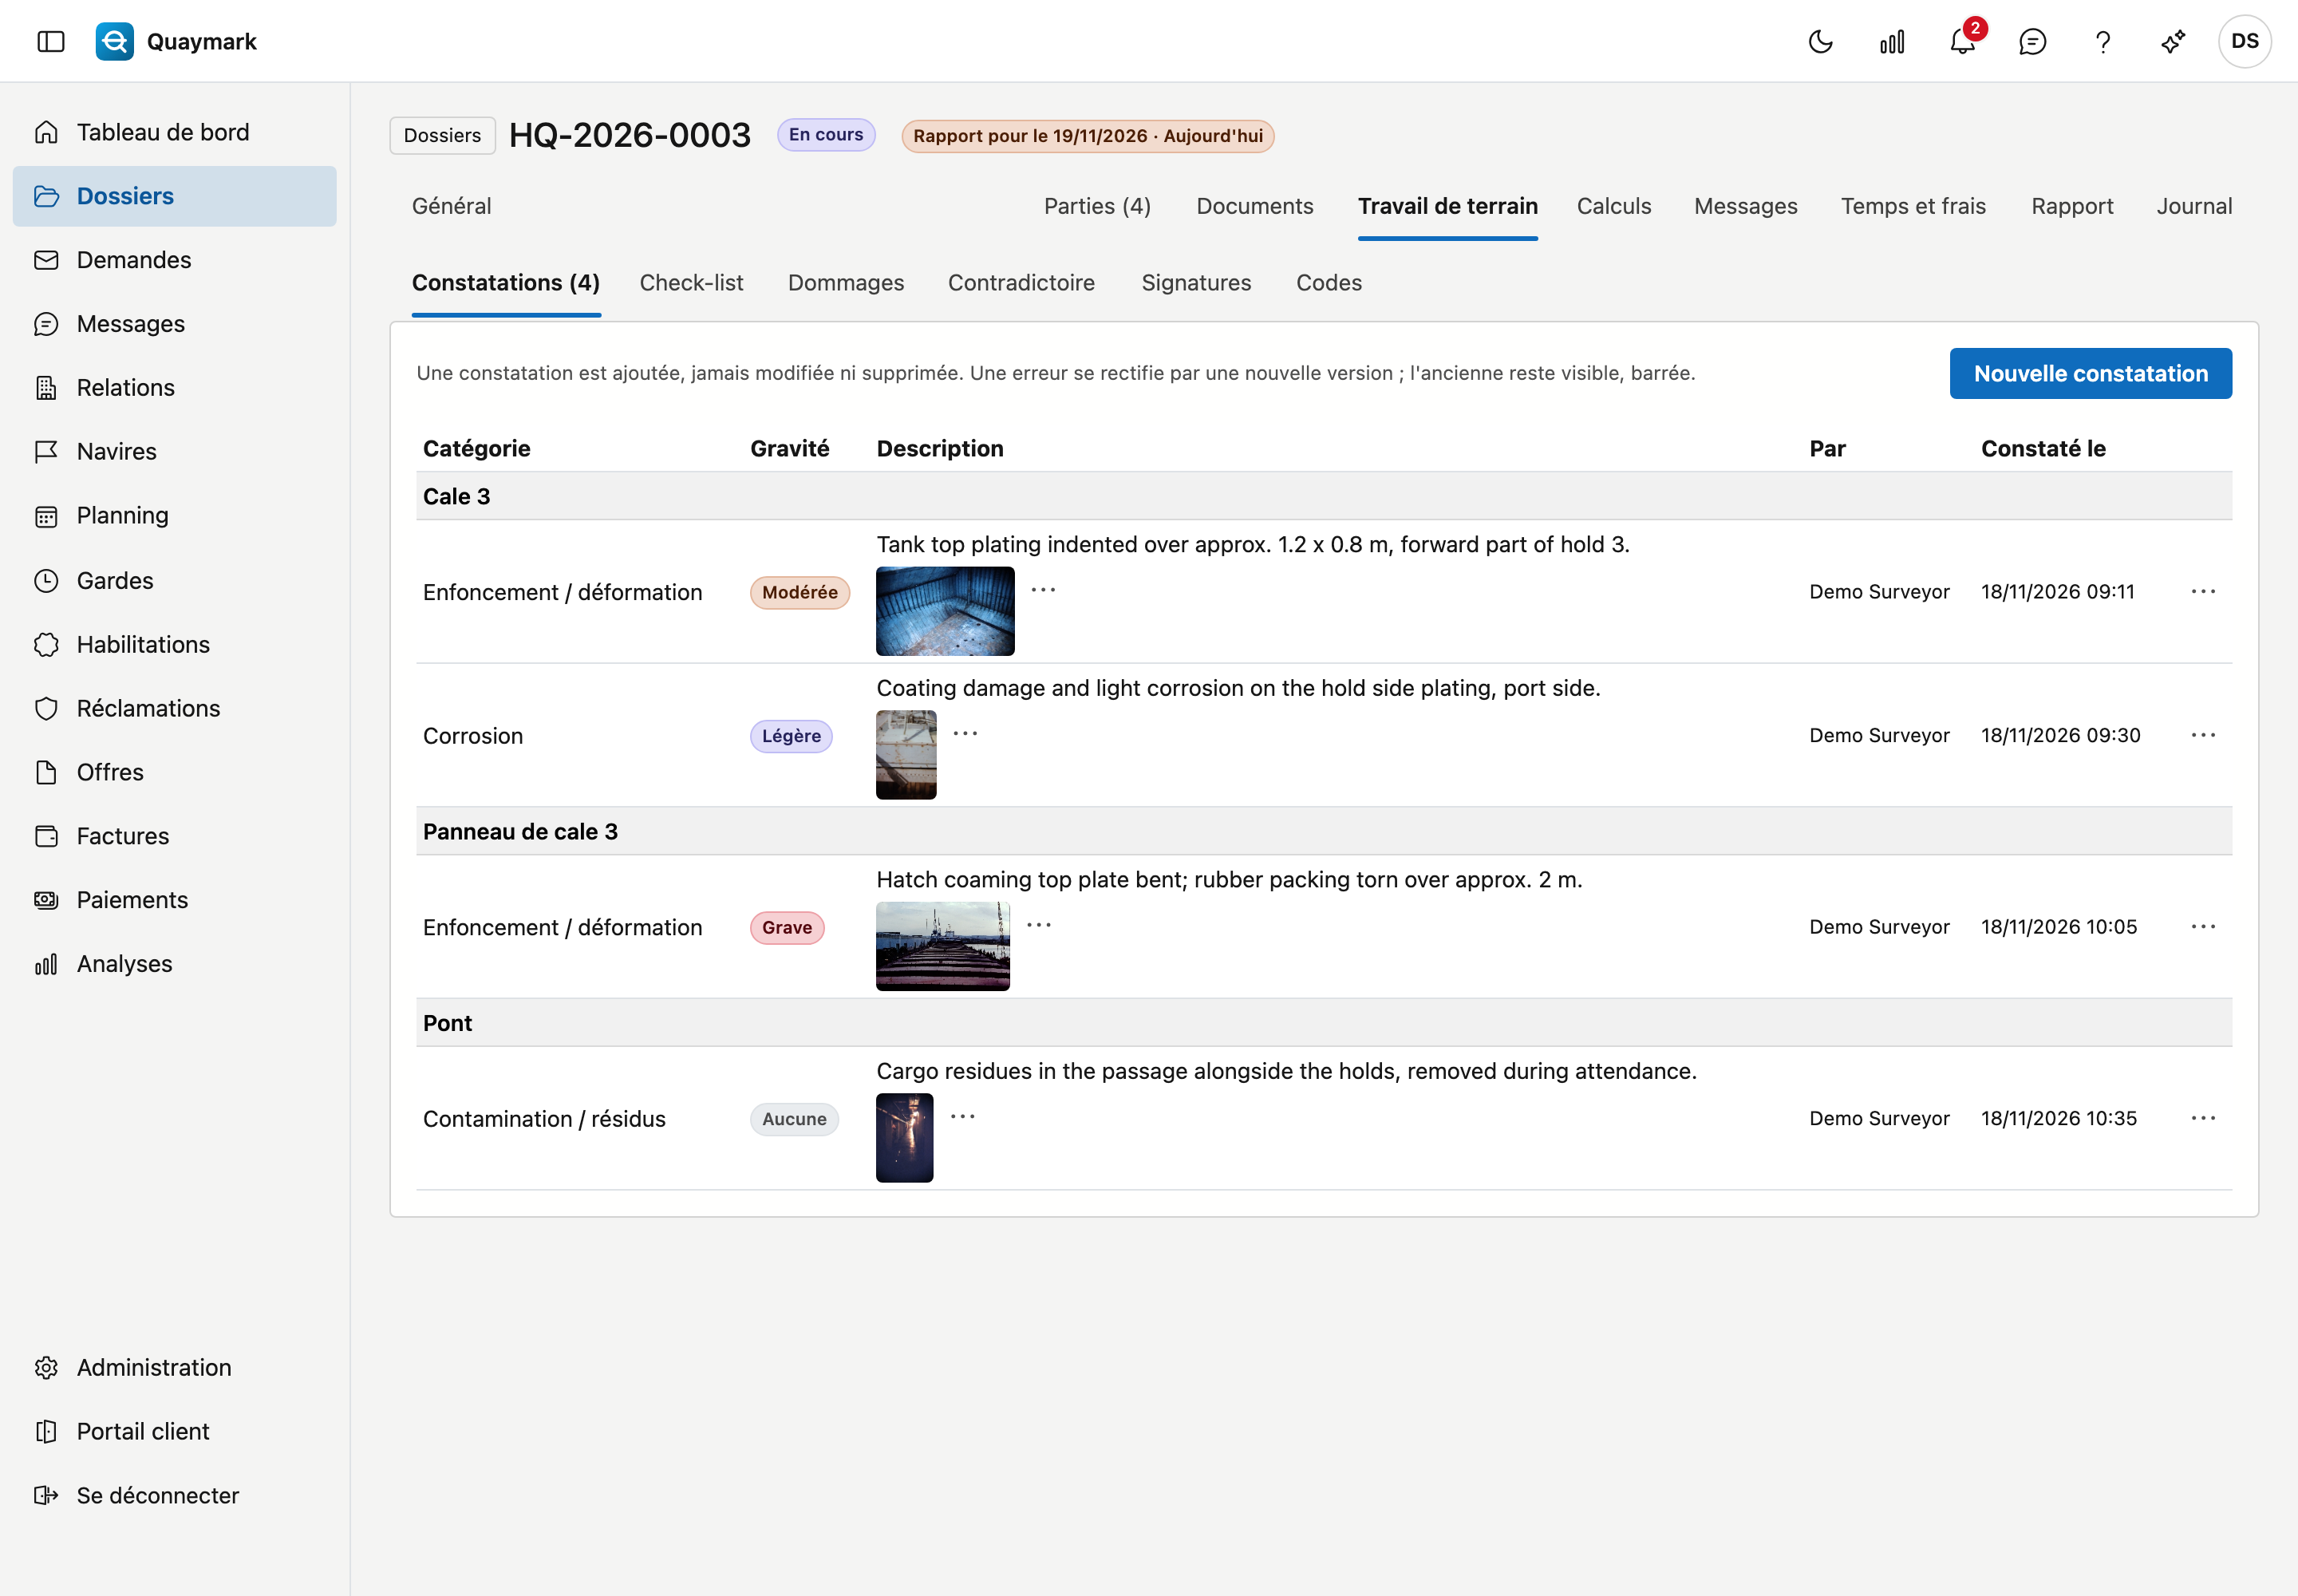 Quaymark
2
DS
Tableau de bord
Dossiers
Demandes
Messages
Relations
Navires
Planning
Gardes
Habilitations
Réclamations
Offres
Factures
Paiements
Analyses
Administration
Portail client
Se déconnecter
Dossiers HQ-2026-0003 En cours Rapport pour le 19/11/2026 · Aujourd'hui
Général Parties (4) Documents Travail de terrain Calculs Messages Temps et frais Rapport Journal
Constatations (4) Check-list Dommages Contradictoire Signatures Codes
Une constatation est ajoutée, jamais modifiée ni supprimée. Une erreur se rectifie par une nouvelle version ; l'ancienne reste visible, barrée. Nouvelle constatation
Catégorie Gravité Description Par Constaté le
Cale 3
Tank top plating indented over approx. 1.2 x 0.8 m, forward part of hold 3.
Enfoncement / déformation Modérée Demo Surveyor 18/11/2026 09:11
Coating damage and light corrosion on the hold side plating, port side.
Corrosion Légère Demo Surveyor 18/11/2026 09:30
Panneau de cale 3
Hatch coaming top plate bent; rubber packing torn over approx. 2 m.
Enfoncement / déformation Grave Demo Surveyor 18/11/2026 10:05
Pont
Cargo residues in the passage alongside the holds, removed during attendance.
Contamination / résidus Aucune Demo Surveyor 18/11/2026 10:35